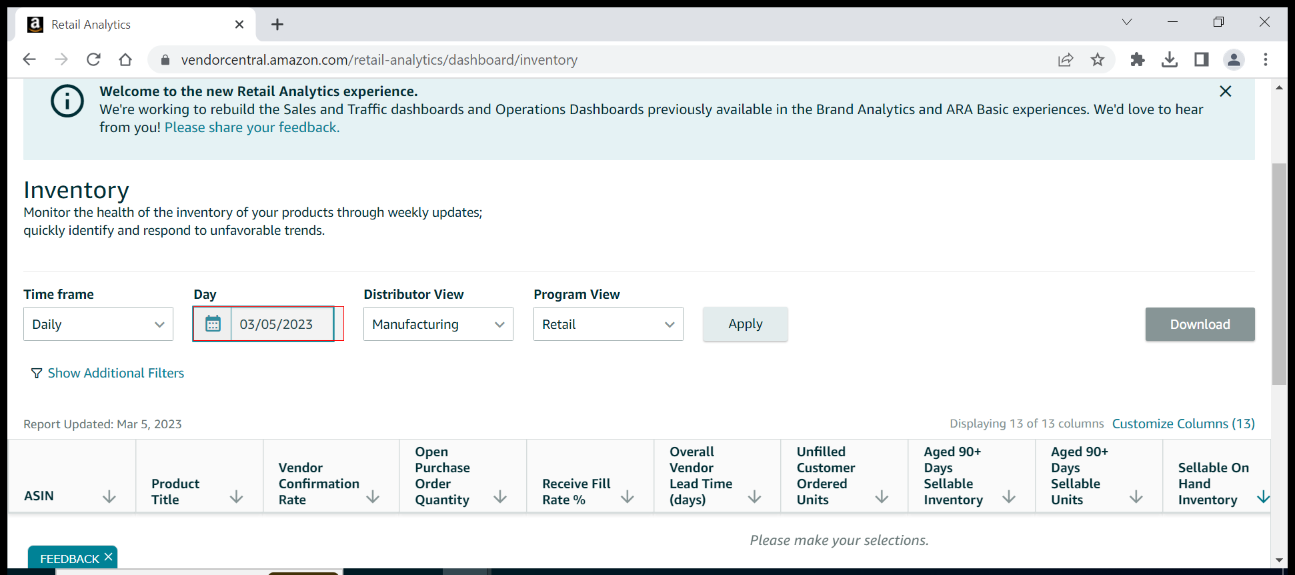 Retail Analytics
vendorcentral.amazon.com/retail-analytics/dashboard/inventory
Welcome to the new Retail Analytics experience.
We're working to rebuild the Sales and Traffic dashboards and Operations Dashboards previously available in the Brand Analytics and ARA Basic experiences. We'd love to hear
from you! Please share your feedback.
Inventory
Monitor the health of the inventory of your products through weekly updates;
quickly identify and respond to unfavorable trends.
Time frame
Day
Distributor View
Program View
Daily
03/05/2023
Manufacturing
Retail
Apply
Download
Show Additional Filters
Report Updated: Mar 5, 2023
Displaying 13 of 13 columns Customize Columns (13)
ASIN
Product
Title
Vendor
Confirmation
Rate
Open
Purchase
Order
Quantity
Receive Fill
Rate %
Overall
Vendor
Lead Time
(days)
Unfilled
Customer
Ordered
Units
Aged 90+
Days
Sellable
Inventory
Aged 90+
Days
Sellable
Units
Sellable On
Hand
Inventory
Please make your selections.
FEEDBACK